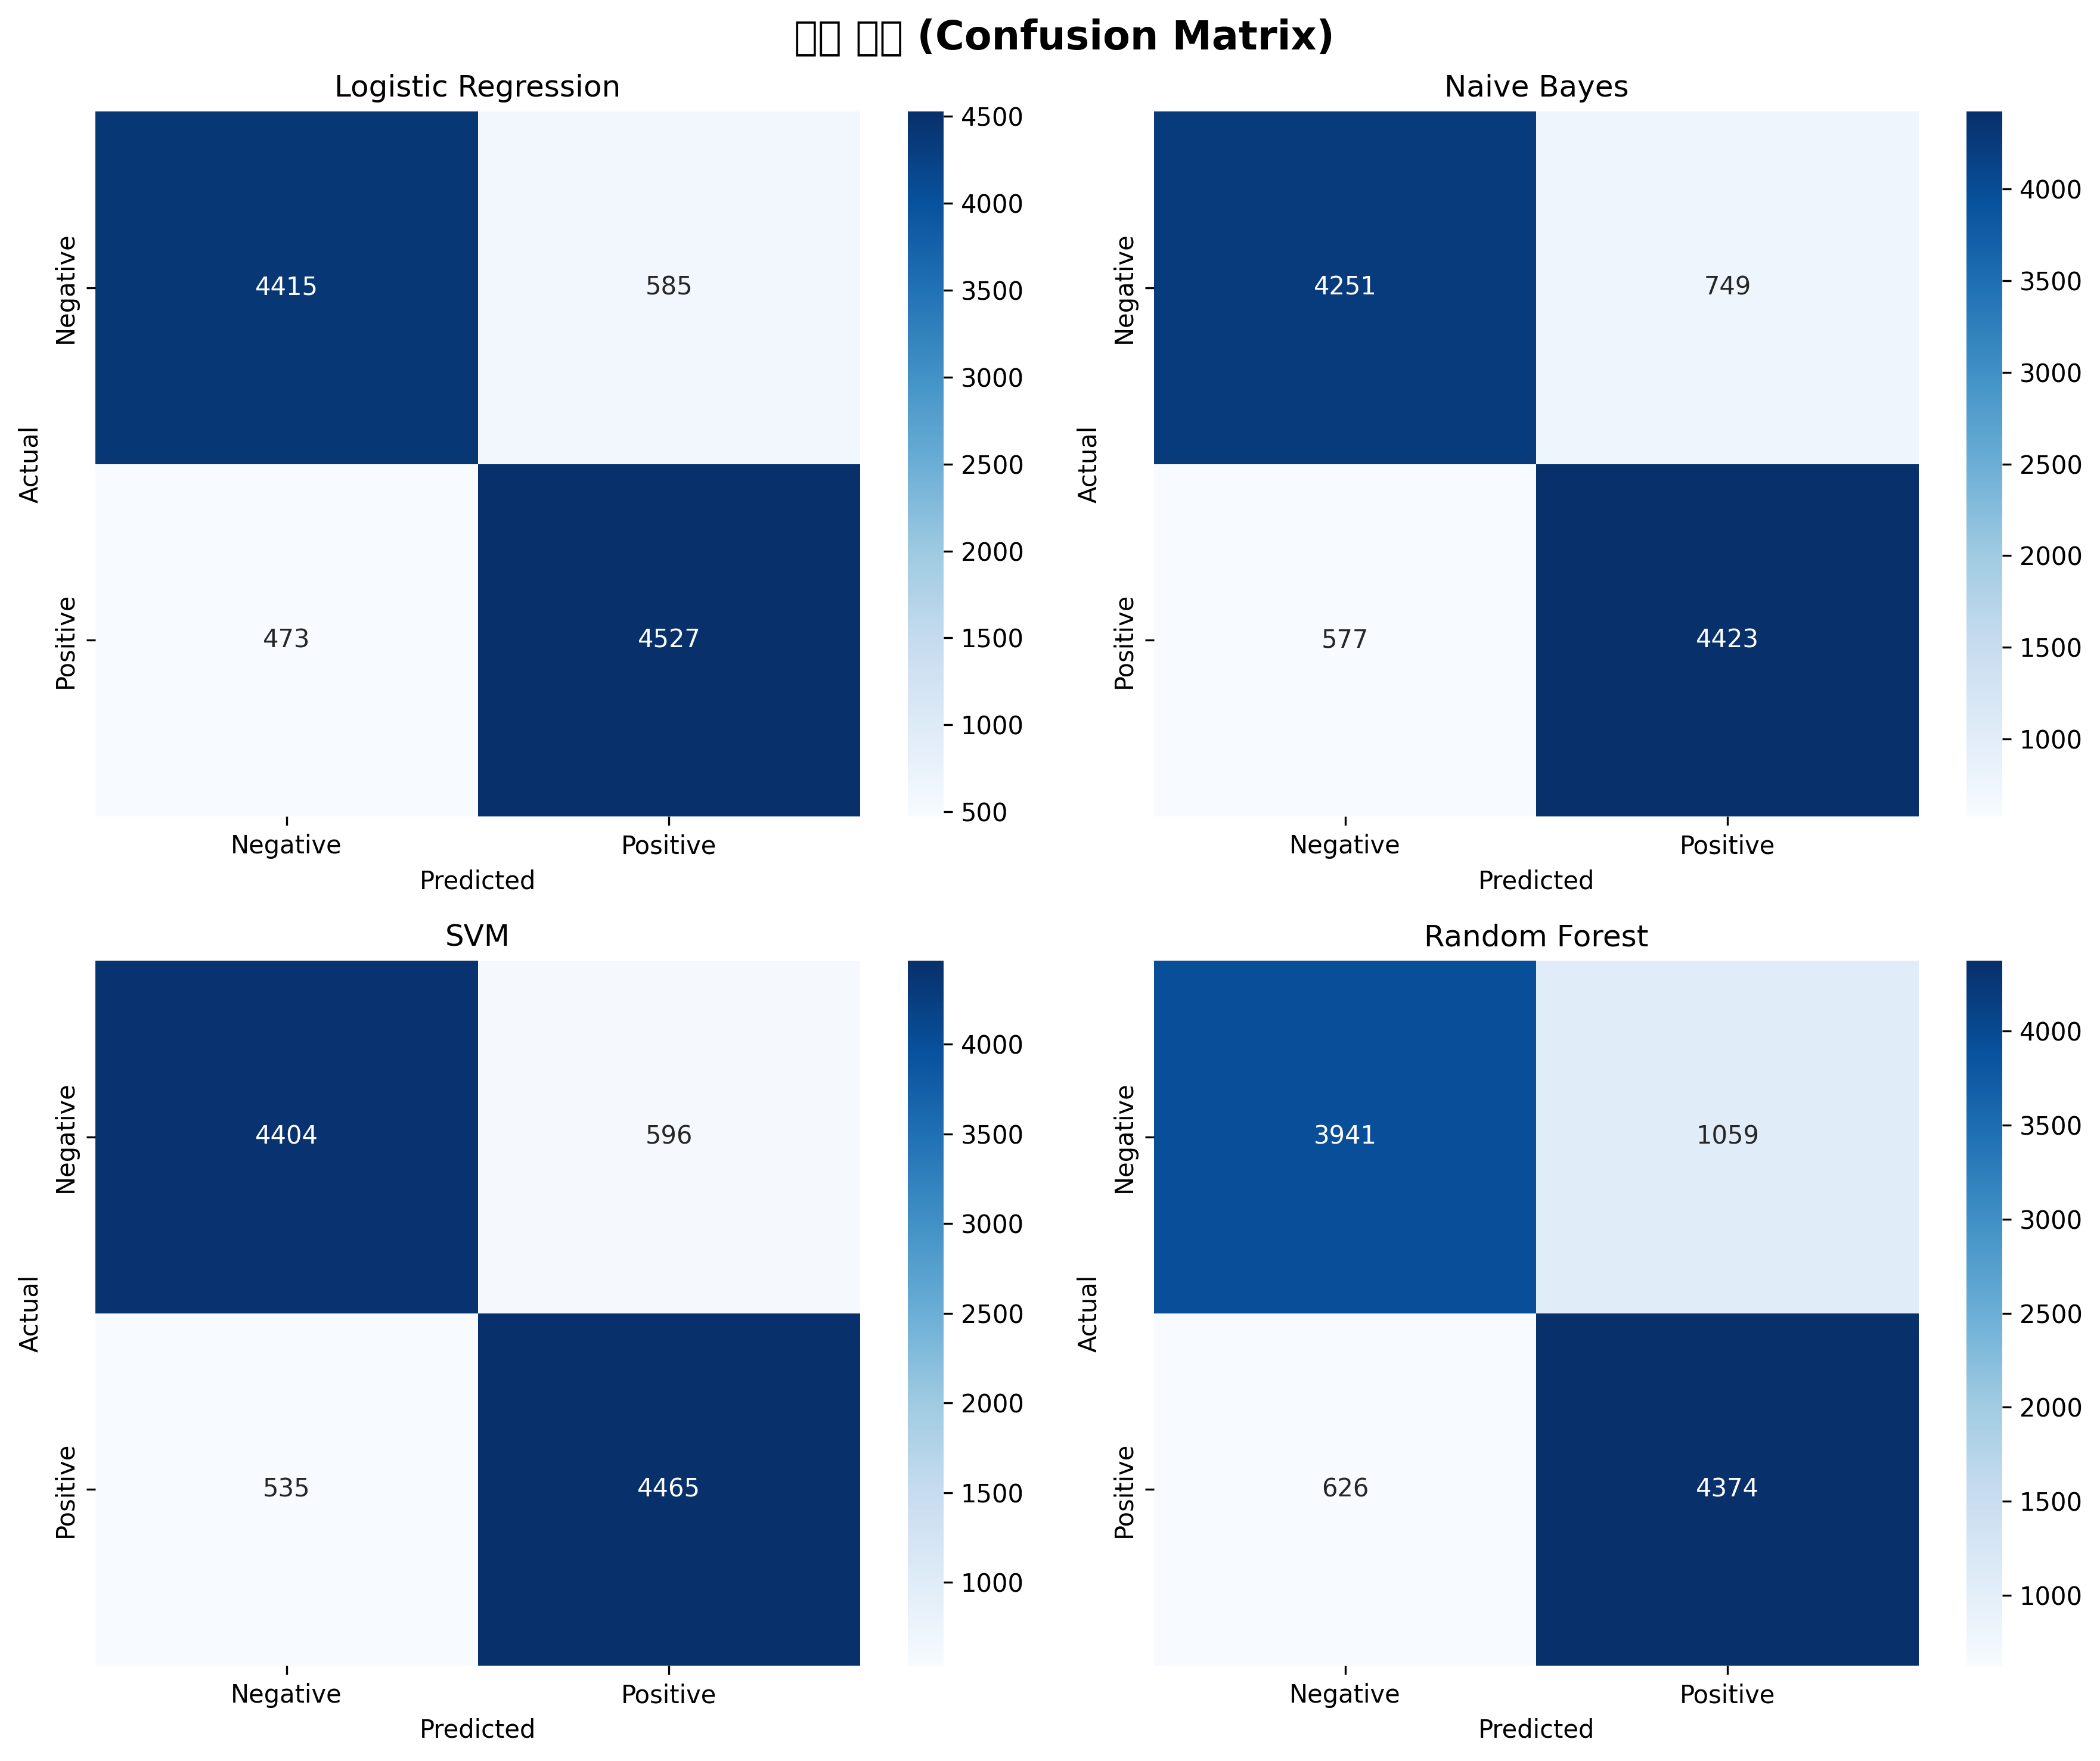 (Confusion Matrix)
Logistic Regression
Negative
Positive
Actual
4415 585
473 4527
4500
4000
3500
3000
2500
2000
1500
1000
500
Negative Positive
Predicted
Naive Bayes
Negative
Positive
Actual
4251 749
577 4423
4000
3500
3000
2500
2000
1500
1000
Negative Positive
Predicted
SVM
Negative
Positive
Actual
4404 596
535 4465
4000
3500
3000
2500
2000
1500
1000
Negative Positive
Predicted
Random Forest
Negative
Positive
Actual
3941 1059
626 4374
4000
3500
3000
2500
2000
1500
1000
Negative Positive
Predicted